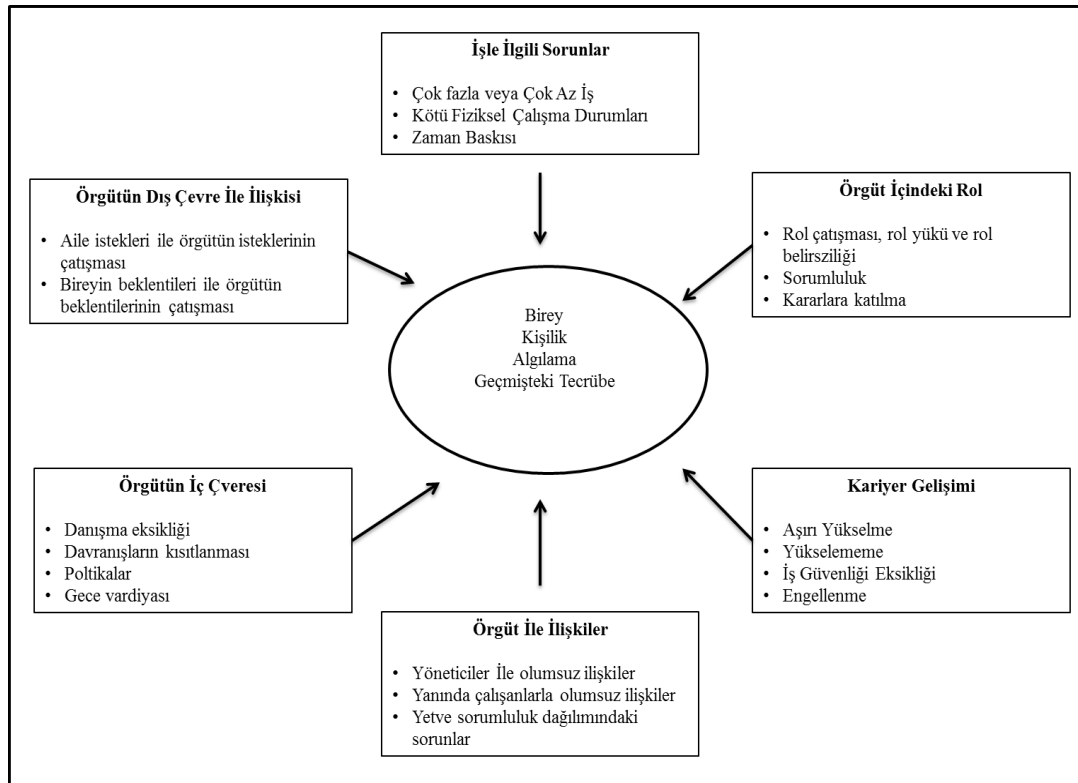 İşle İlgili Sorunlar
• Çok fazla veya Çok Az İş
• Kötü Fiziksel Çalışma Durumları
• Zaman Baskısı
Örgütün Dış Çevre İle İlişkisi
• Aile istekleri ile örgütün isteklerinin
çatışması
• Bireyin beklentileri ile örgütün
beklentilerinin çatışması
Örgüt İçindeki Rol
• Rol çatışması, rol yükü ve rol
belirsziliği
• Sorumluluk
• Kararlara katılma
Birey
Kişilik
Algılama
Geçmişteki Tecrübe
Örgütün İç Çveresi
• Danışma eksikliği
• Davranışların kısıtlanması
• Poltikalar
• Gece vardiyası
Kariyer Gelişimi
• Aşırı Yükselme
• Yükselememe
• İş Güvenliği Eksikliği
• Engellenme
Örgüt İle İlişkiler
• Yöneticiler İle olumsuz ilişkiler
• Yanında çalışanlarla olumsuz ilişkiler
• Yetve sorumluluk dağılımındaki
sorunlar